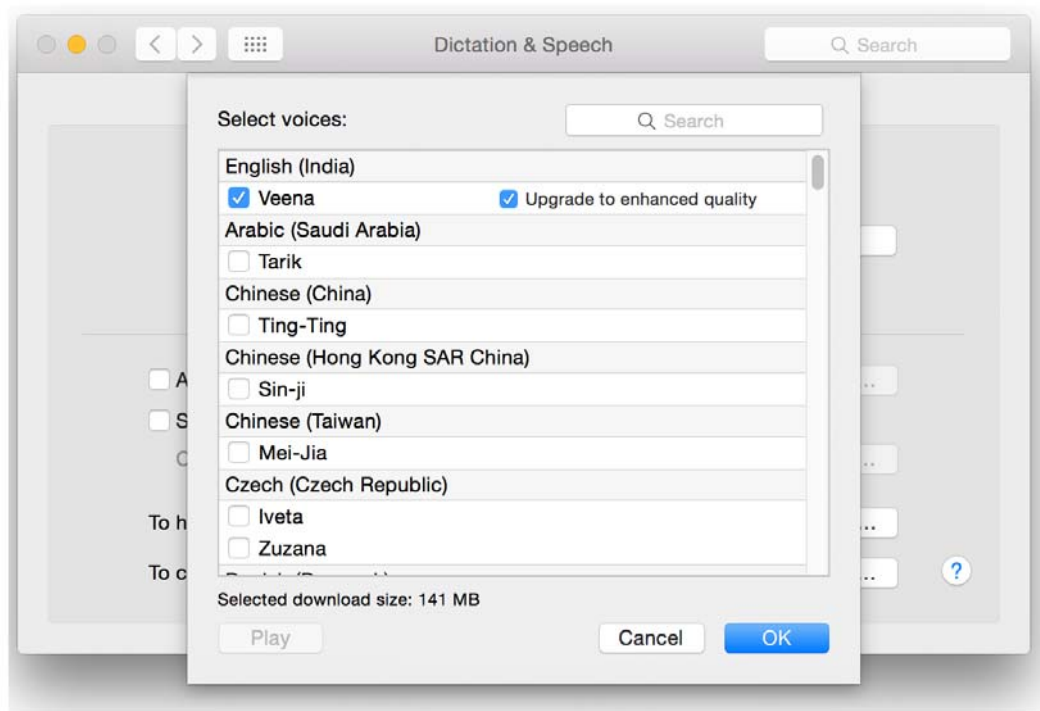 Dictation & Speech
Search
Select voices:
Search
English (India)
Veena
Upgrade to enhanced quality
Arabic (Saudi Arabia)
Tarik
Chinese (China)
Ting-Ting
Chinese (Hong Kong SAR China)
Sin-ji
Chinese (Taiwan)
Mei-Jia
Czech (Czech Republic)
Iveta
Zuzana
Selected download size: 141 MB
Play
Cancel
OK
A
S
To h
To c
...
?